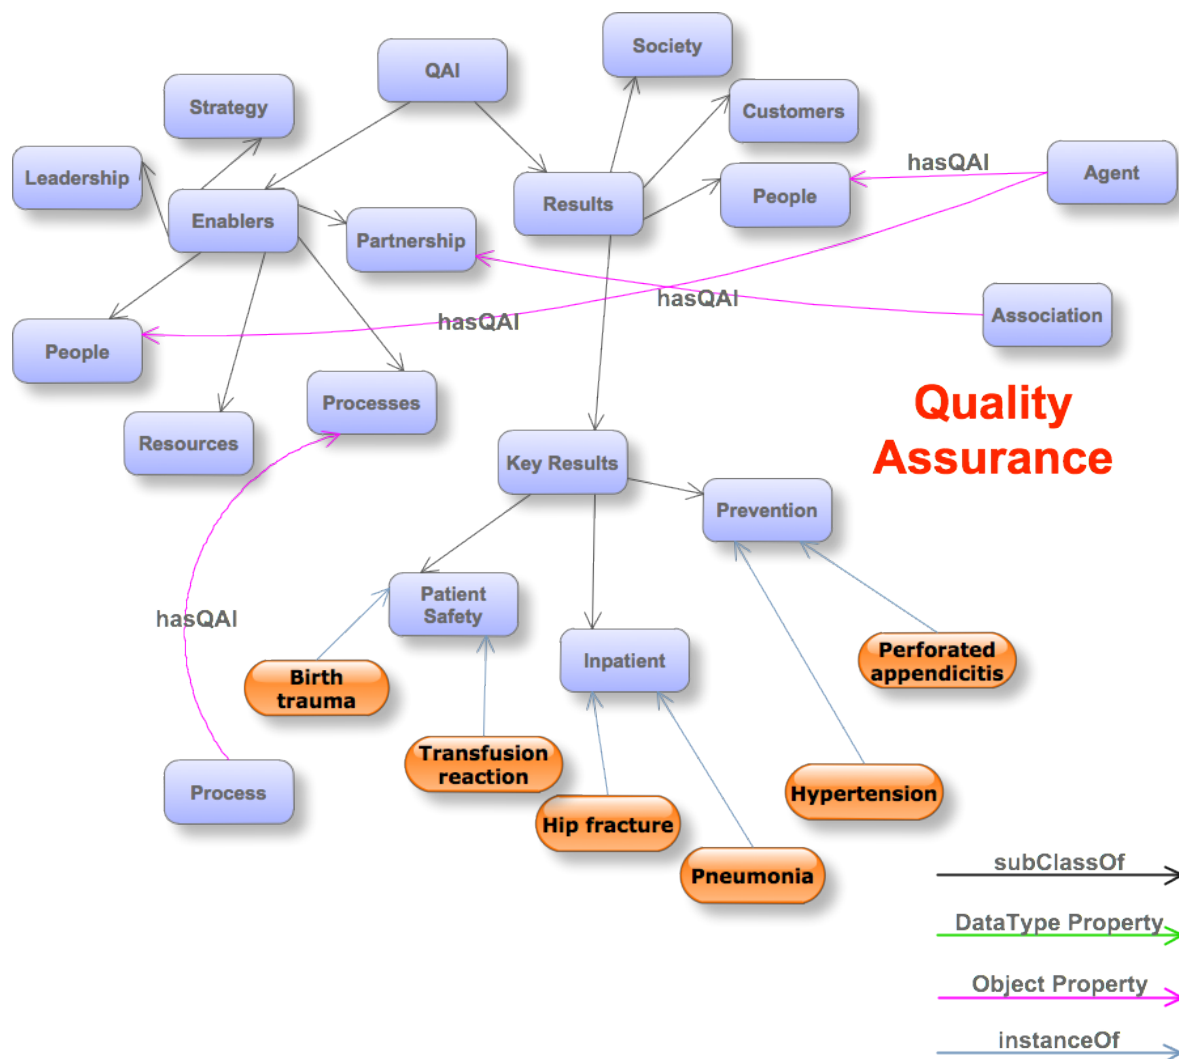 Society
QAI
Strategy
Customers
Leadership
hasQAI
Agent
Results
People
Enablers
Partnership
hasQAI
hasQAI
Association
People
Processes
Resources
Quality
Assurance
Key Results
Prevention
Patient
Safety
hasQAI
Inpatient
Perforated
appendicitis
Birth
trauma
Transfusion
reaction
Process
Hypertension
Hip fracture
Pneumonia
subClassOf
DataType Property
Object Property
instanceOf